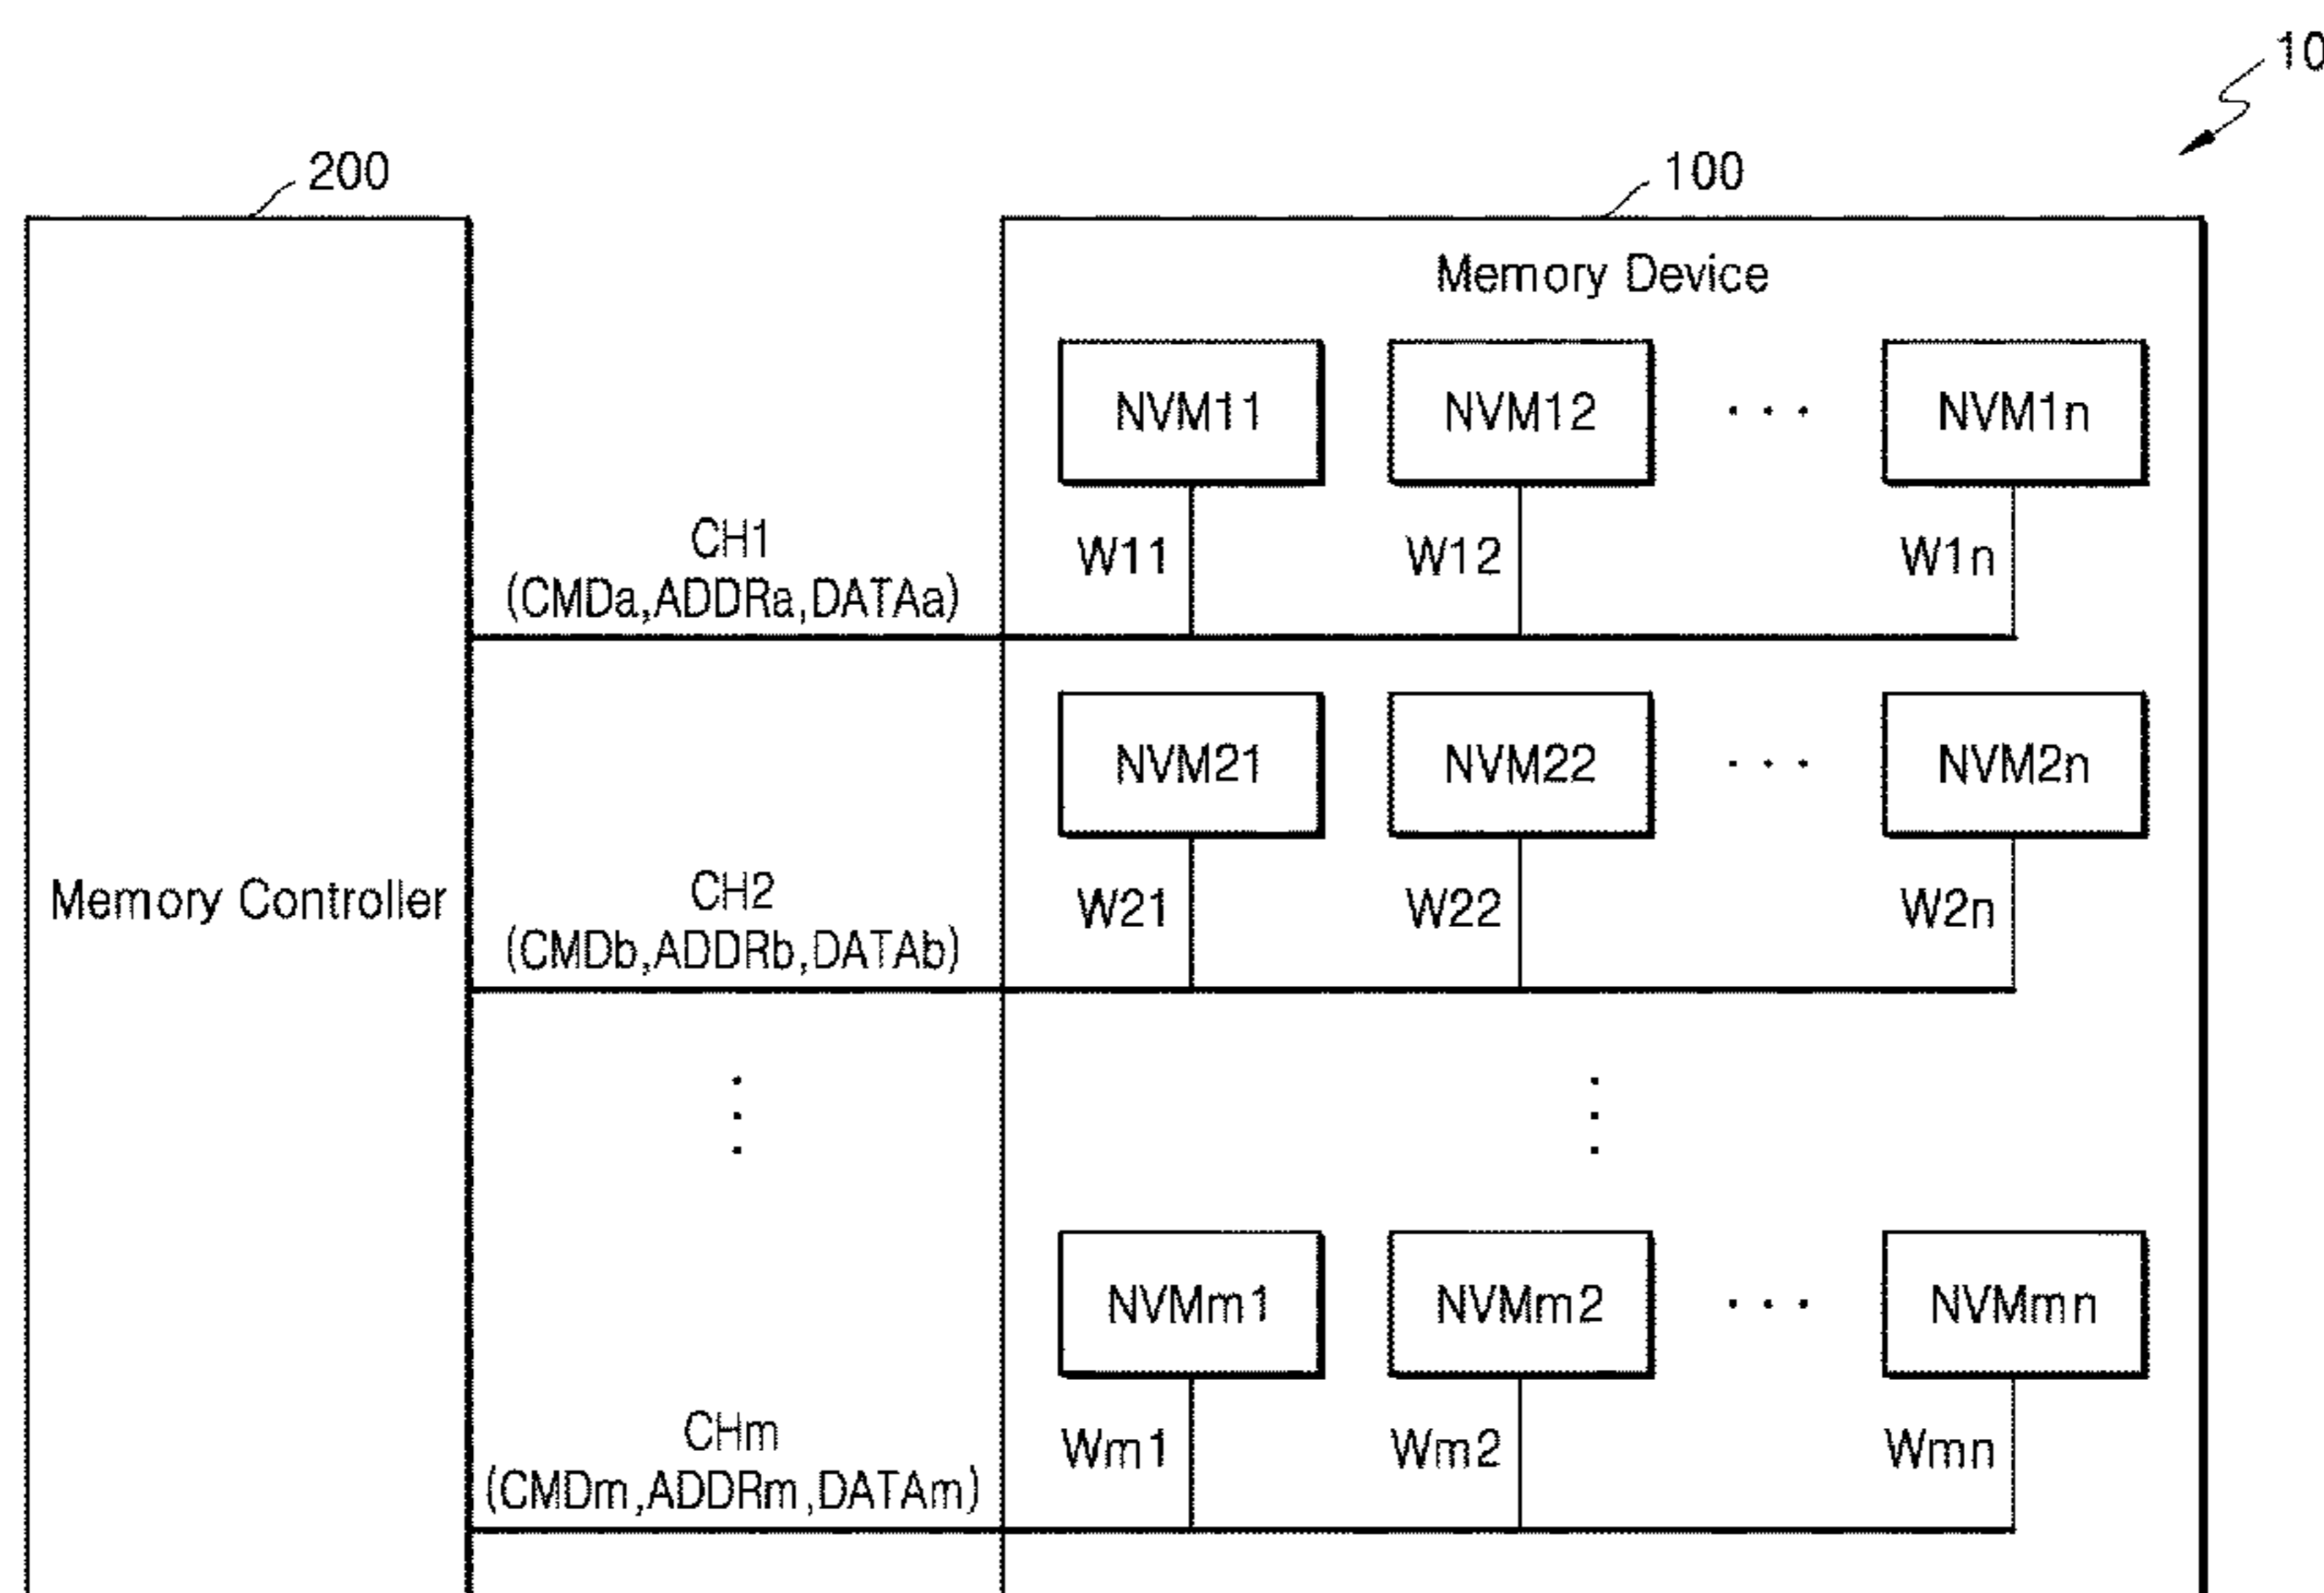 10
200
100
Memory Device
NVM11 NVM12 ··· NVM1n
CH1
(CMDa,ADDRa,DATAa)
W11 W12 W1n
NVM21 NVM22 ··· NVM2n
Memory Controller
CH2
(CMDb,ADDRb,DATAb)
W21 W22 W2n
NVMm1 NVMm2 ··· NVMmn
CHm
(CMDm,ADDRm,DATAm)
Wm1 Wm2 Wmn